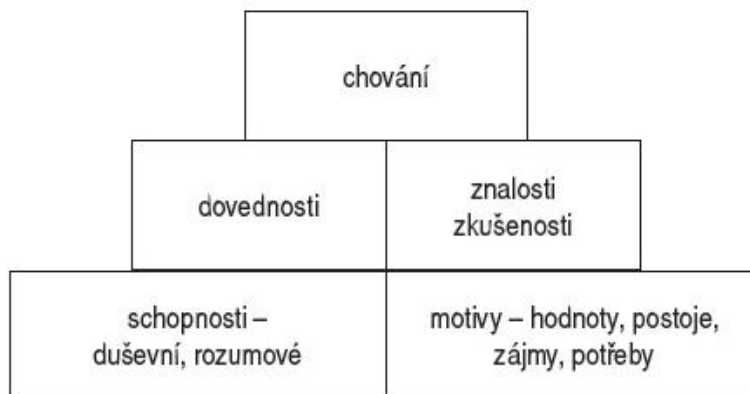 chování
dovednosti
znalosti
zkušenosti
schopnosti –
duševní, rozumové
motivy – hodnoty, postoje,
zájmy, potřeby